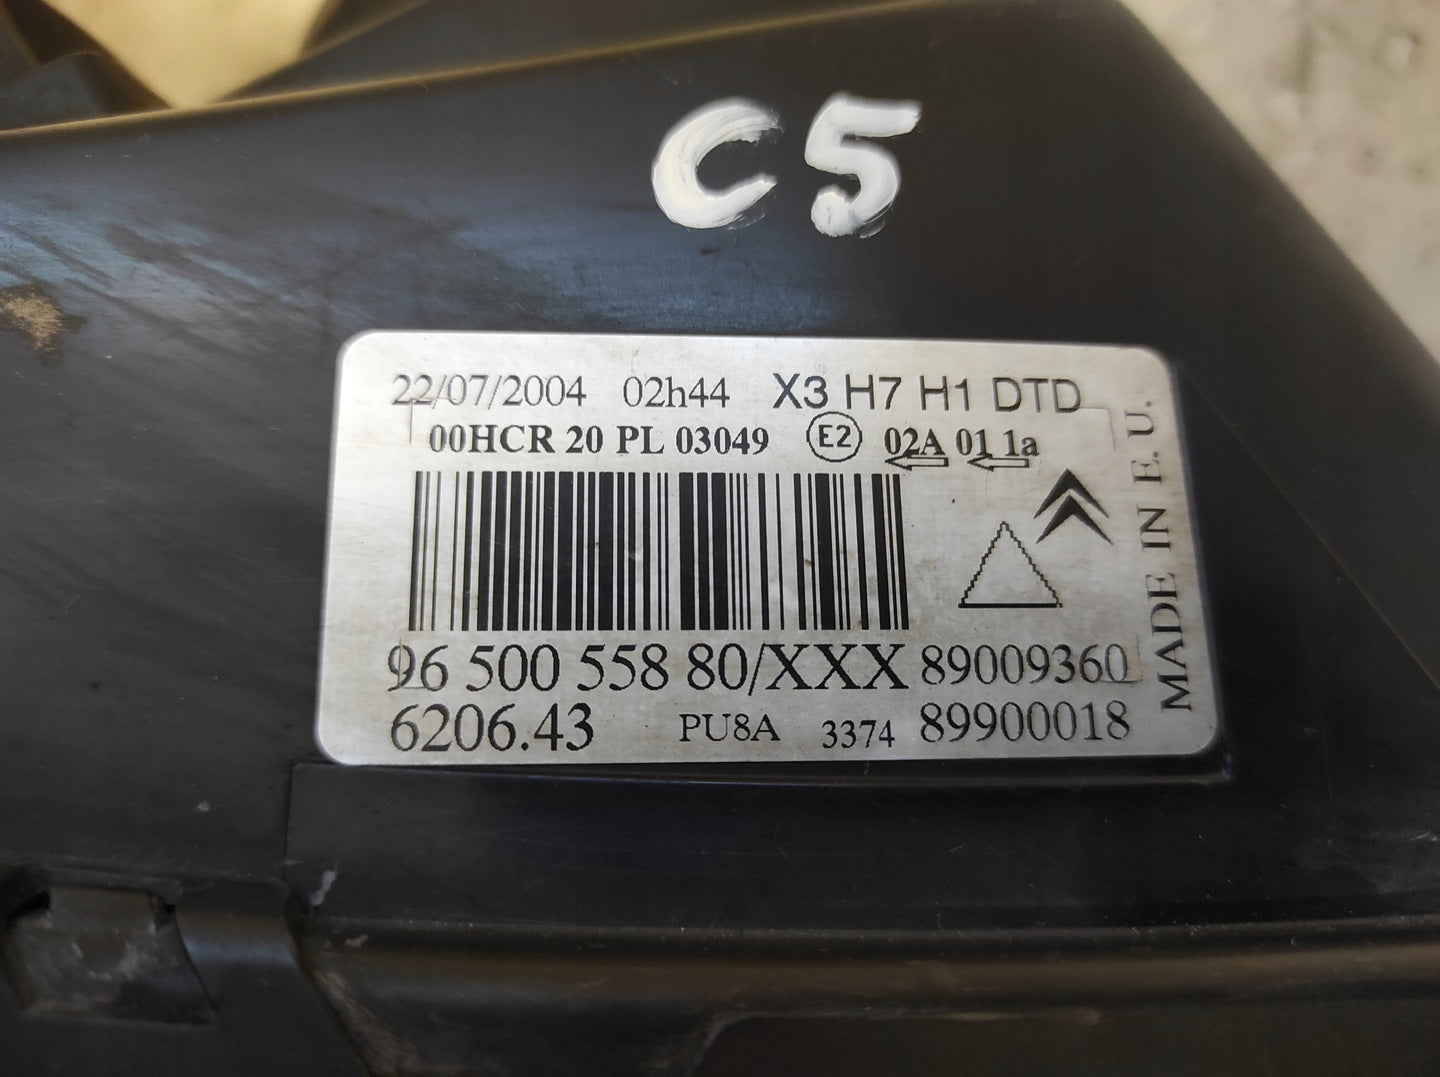 C5
22/07/2004 02h44 X3 H7 H1 DTD
00HCR 20 PL 03049 E2 02A 01 1a
96 500 558 80/XXX 89009360
6206.43 PU8A 3374 89900018
MADE IN E. U.